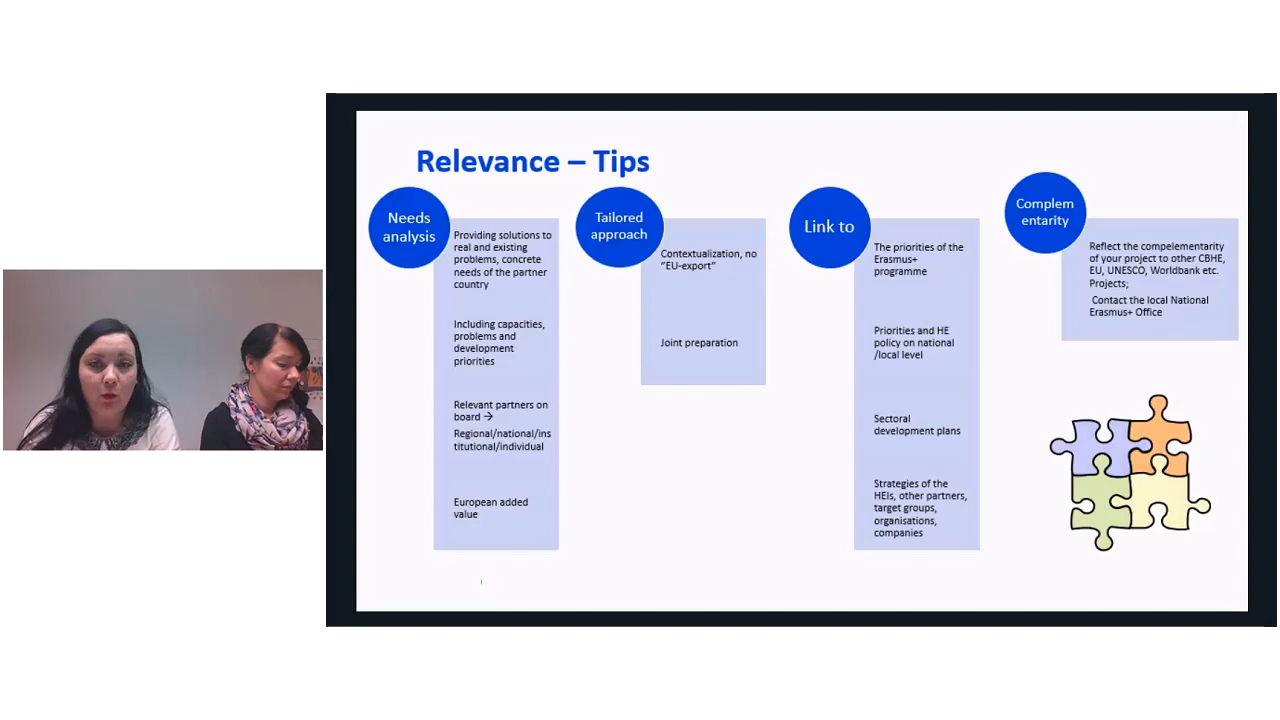 Relevance – Tips
Needs
analysis
Providing solutions to
real and existing
problems, concrete
needs of the partner
country
Including capacities,
problems and
development
priorities
Relevant partners on
board →
Regional/national/ins
titutional/individual
European added
value
Tailored
approach
Contextualization, no
"EU-export"
Joint preparation
Link to
The priorities of the
Erasmus+
programme
Priorities and HE
policy on national
/local level
Sectoral
development plans
Strategies of the
HEIs, other partners,
target groups,
organisations,
companies
Complem
entarity
Reflect the compelementarity
of your project to other CBHE,
EU, UNESCO, Worldbank etc.
Projects;
Contact the local National
Erasmus+ Office